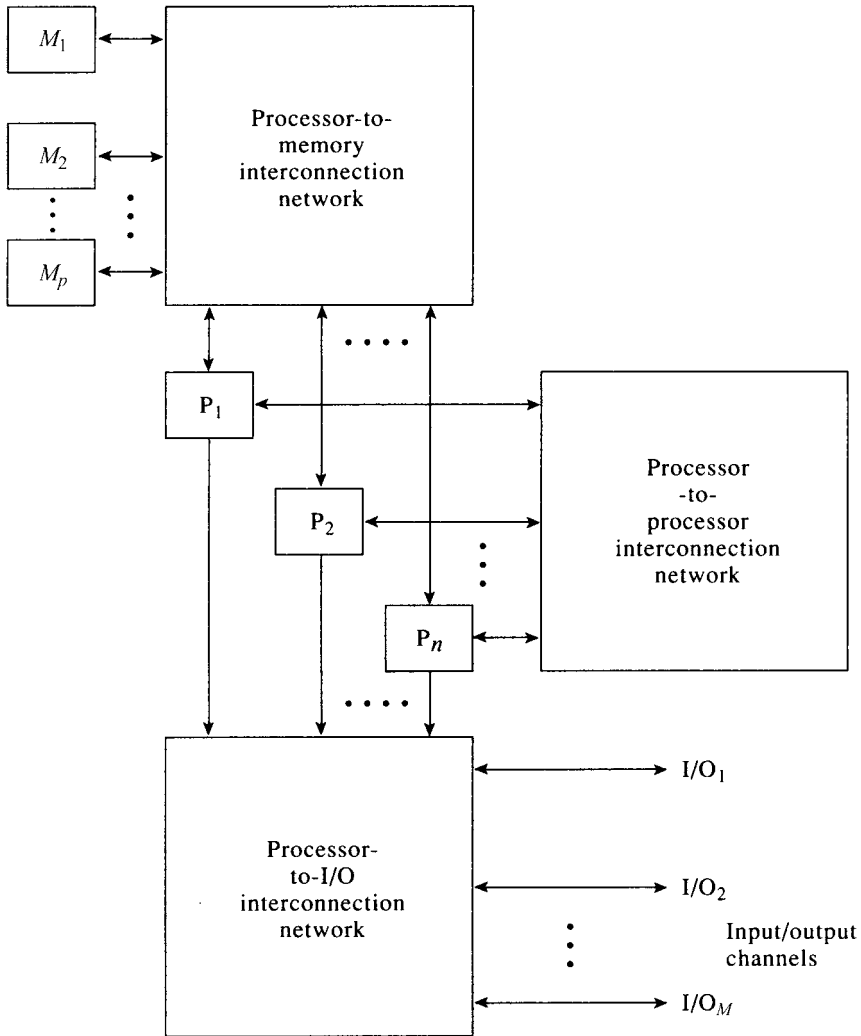 M1
Processor-to-
memory
interconnection
network
M2
Mp
P1
Processor
-to-
processor
interconnection
network
P2
Pn
Processor-
to-I/O
interconnection
network
I/O1
I/O2
Input/output
channels
I/OM